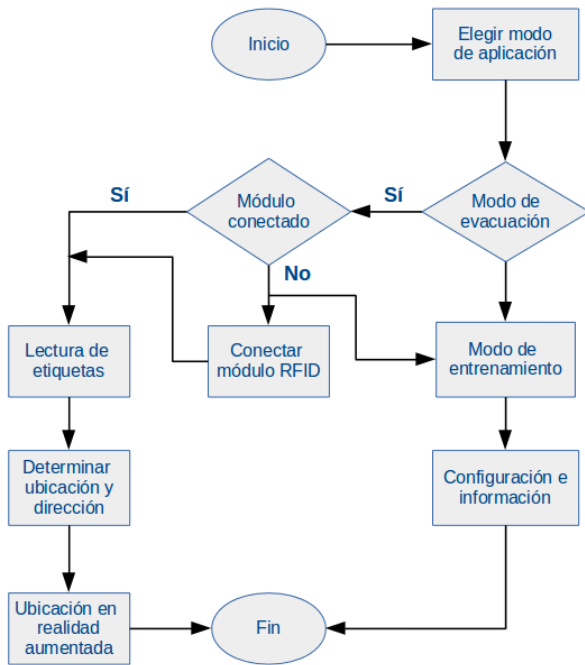 Inicio
Elegir modo
de aplicación
Sí
Módulo
conectado
Sí
Modo de
evacuación
No
Lectura de
etiquetas
Conectar
módulo RFID
Modo de
entrenamiento
Determinar
ubicación y
dirección
Configuración e
información
Ubicación en
realidad
aumentada
Fin